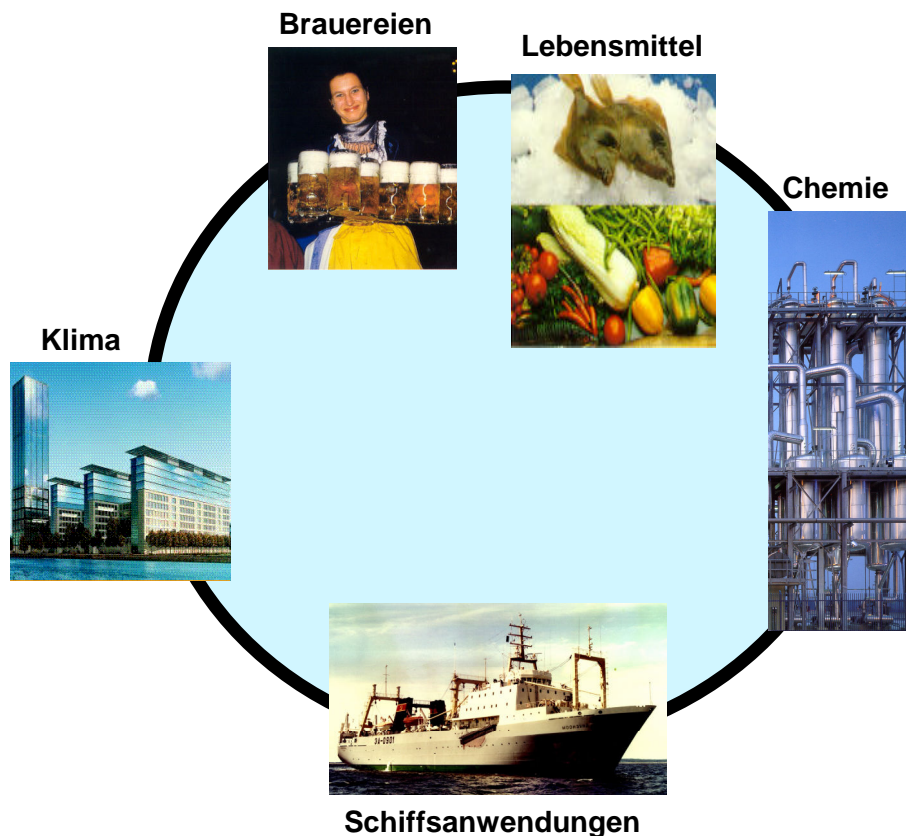 Brauereien
Lebensmittel
Chemie
Klima
Schiffsanwendungen